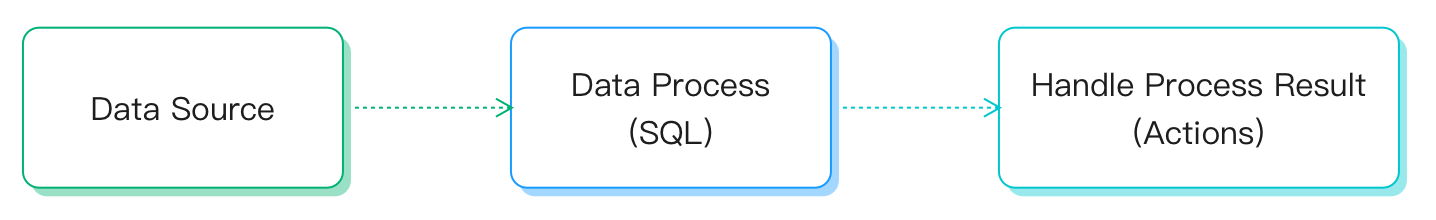 Data Source
Data Process
(SQL)
Handle Process Result
(Actions)